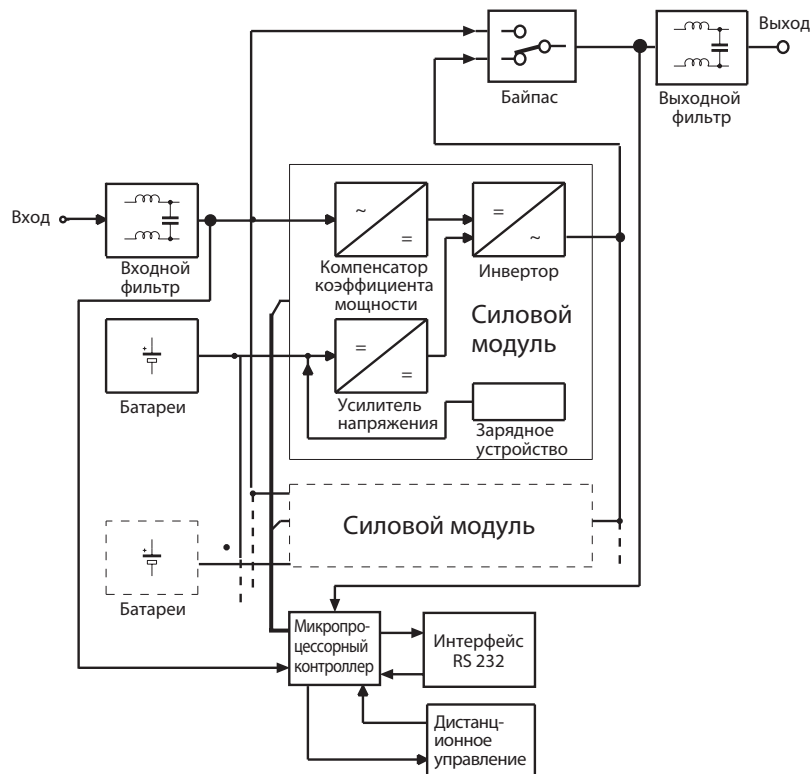 Выход
Байпас
Выходной
фильтр
Вход
~
=
=
~
Входной
фильтр
Компенсатор
коэффициента
мощности
Инвертор
Силовой
модуль
+
=
=
Батареи
Усилитель
напряжения
Зарядное
устройство
Силовой модуль
+
Батареи
Микропро-
цессорный
контроллер
Интерфейс
RS 232
Дистанц-
ионное
управление